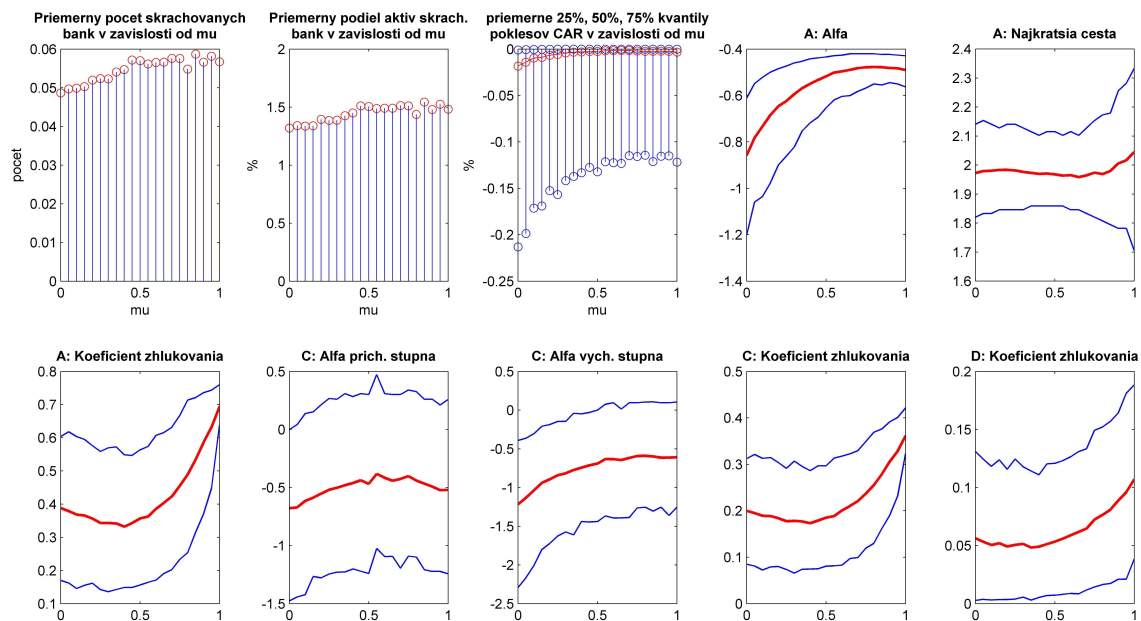 Priemerny pocet skrachovanych
bank v zavislosti od mu
0.06
0.05
0.04
0.03
0.02
0.01
0
pocet
0 0.5 1
mu
Priemerny podiel aktiv skrach.
bank v zavislosti od mu
2
1.5
1
0.5
0
%
0 0.5 1
mu
priemerne 25%, 50%, 75% kvantily
poklesov CAR v zavislosti od mu
0
-0.05
-0.1
-0.15
-0.2
-0.25
%
0 0.5 1
mu
A: Alfa
-0.4
-0.6
-0.8
-1
-1.2
-1.4
0 0.5 1
mu
A: Najkratsia cesta
2.4
2.3
2.2
2.1
2
1.9
1.8
1.7
1.6
0 0.5 1
mu
A: Koeficient zhlukovania
0.8
0.7
0.6
0.5
0.4
0.3
0.2
0.1
0 0.5 1
C: Alfa prich. stupna
0.5
0
-0.5
-1
-1.5
0 0.5 1
C: Alfa vych. stupna
0.5
0
-0.5
-1
-1.5
-2
-2.5
0 0.5 1
C: Koeficient zhlukovania
0.5
0.4
0.3
0.2
0.1
0
0 0.5 1
D: Koeficient zhlukovania
0.2
0.15
0.1
0.05
0
0 0.5 1